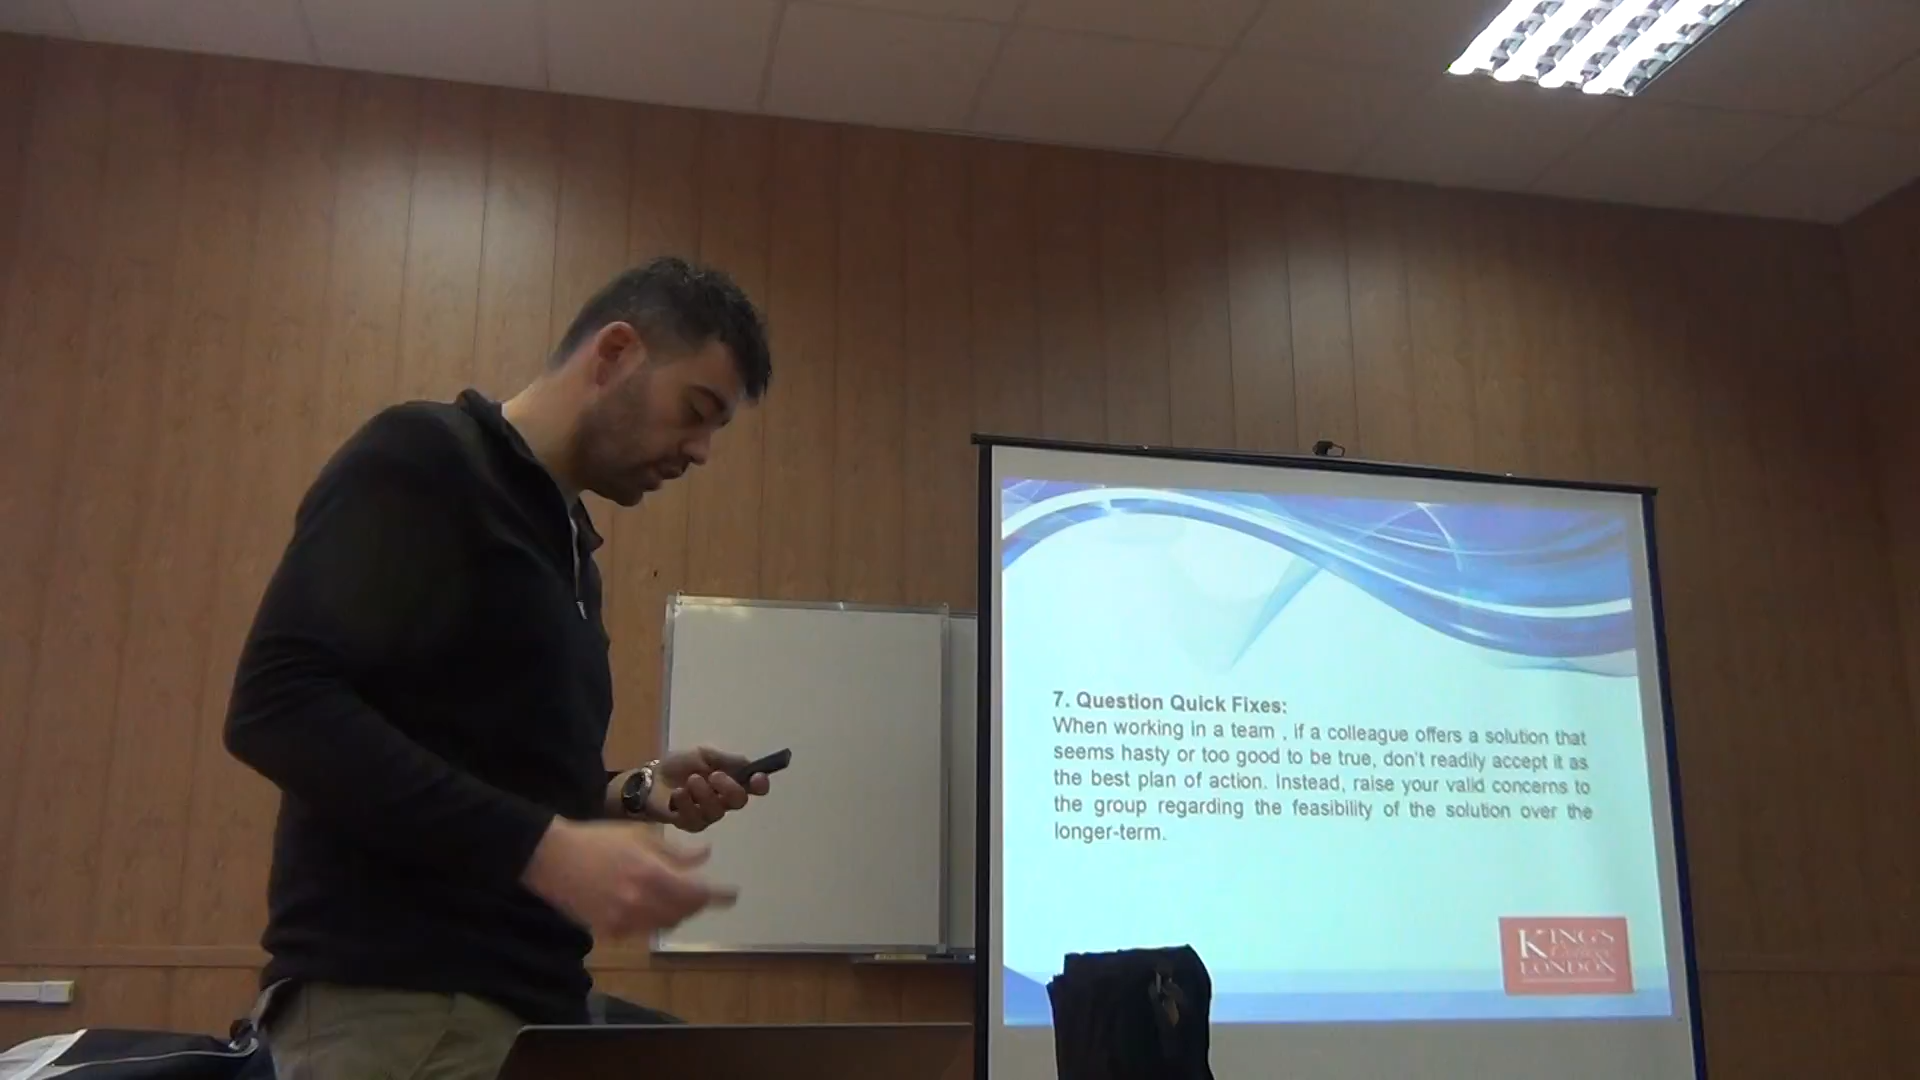 7. Question Quick Fixes:
When working in a team , if a colleague offers a solution that
seems hasty or too good to be true, don't readily accept it as
the best plan of action. Instead, raise your valid concerns to
the group regarding the feasibility of the solution over the
longer-term.
KING'S
College
LONDON